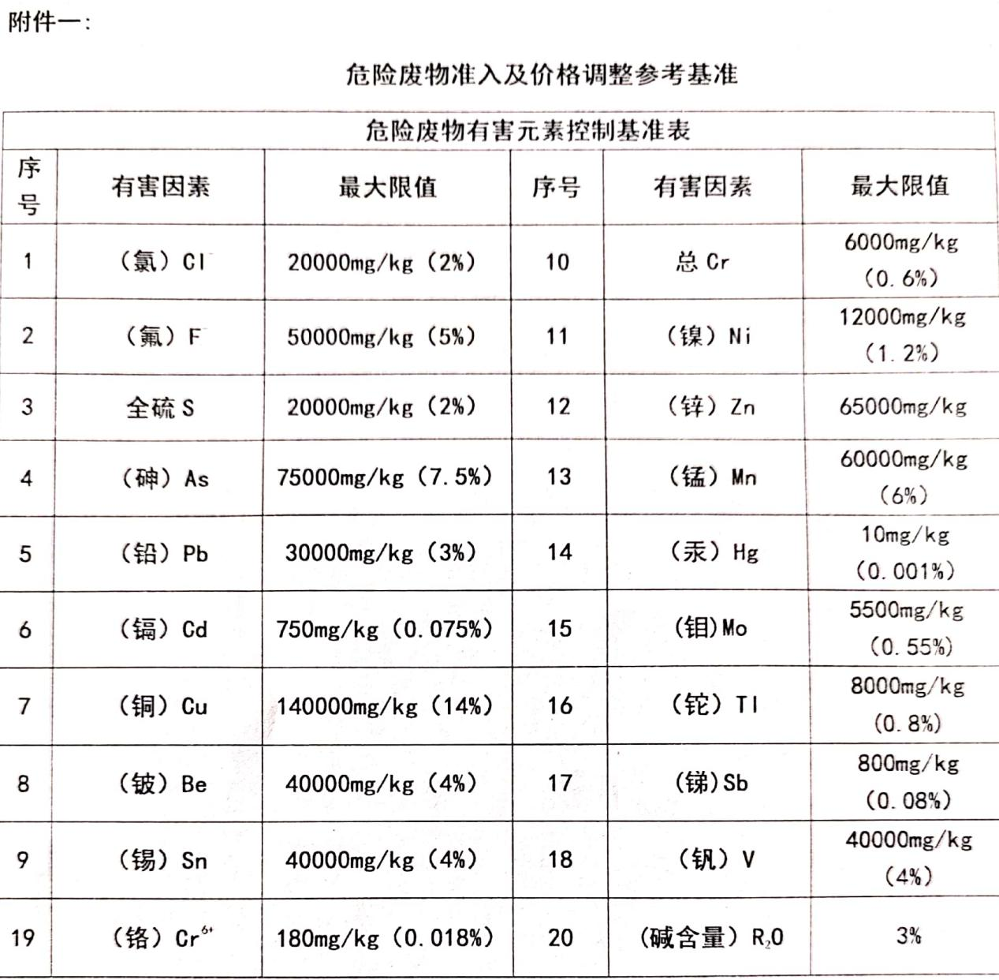 附件一：
危险废物准入及价格调整参考基准
危险废物有害元素控制基准表
序号 有害因素 最大限值 序号 有害因素 最大限值
1 （氯）Cl⁻ 20000mg/kg（2%） 10 总Cr 6000mg/kg（0.6%）
2 （氟）F⁻ 50000mg/kg（5%） 11 （镍）Ni 12000mg/kg（1.2%）
3 全硫S 20000mg/kg（2%） 12 （锌）Zn 65000mg/kg
4 （砷）As 75000mg/kg（7.5%） 13 （锰）Mn 60000mg/kg（6%）
5 （铅）Pb 30000mg/kg（3%） 14 （汞）Hg 10mg/kg（0.001%）
6 （镉）Cd 750mg/kg（0.075%） 15 （钼)Mo 5500mg/kg（0.55%）
7 （铜）Cu 140000mg/kg（14%） 16 （铊）Tl 8000mg/kg（0.8%）
8 （铍）Be 40000mg/kg（4%） 17 （锑)Sb 800mg/kg（0.08%）
9 （锡）Sn 40000mg/kg（4%） 18 （钒）V 40000mg/kg（4%）
19 （铬）Cr⁶⁺ 180mg/kg（0.018%） 20 (碱含量）R₂O 3%